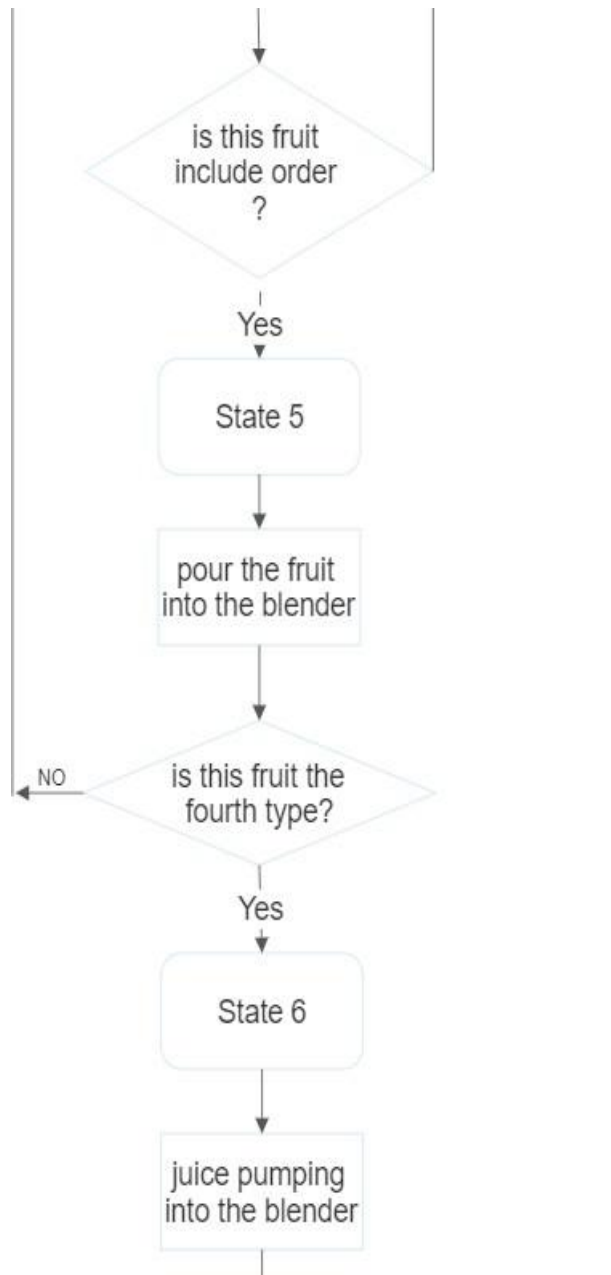 is this fruit
include order
?
Yes
State 5
pour the fruit
into the blender
NO
is this fruit the
fourth type?
Yes
State 6
juice pumping
into the blender